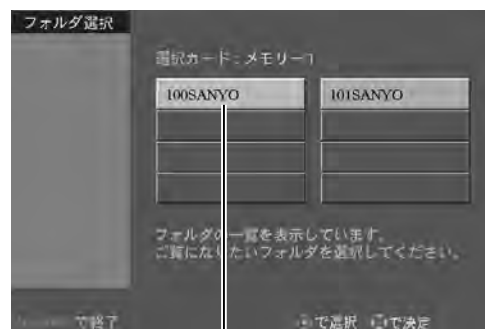 フォルダ選択
選択カード：メモリー1
100SANYO
101SANYO
フォルダの一覧を表示しています。
ご覧になりたいフォルダを選択してください。
で終了
で選択 で決定